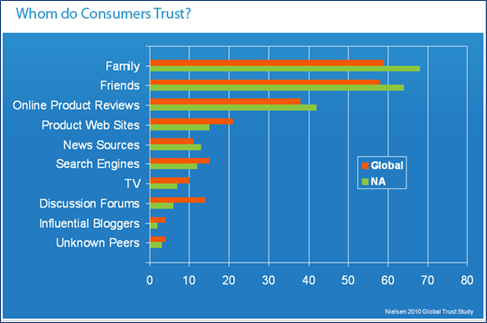 Whom do Consumers Trust?
Family
Friends
Online Product Reviews
Product Web Sites
News Sources
Search Engines
TV
Discussion Forums
Influential Bloggers
Unknown Peers
Global
NA
0 10 20 30 40 50 60 70 80
Nielsen 2010 Global Trust Study